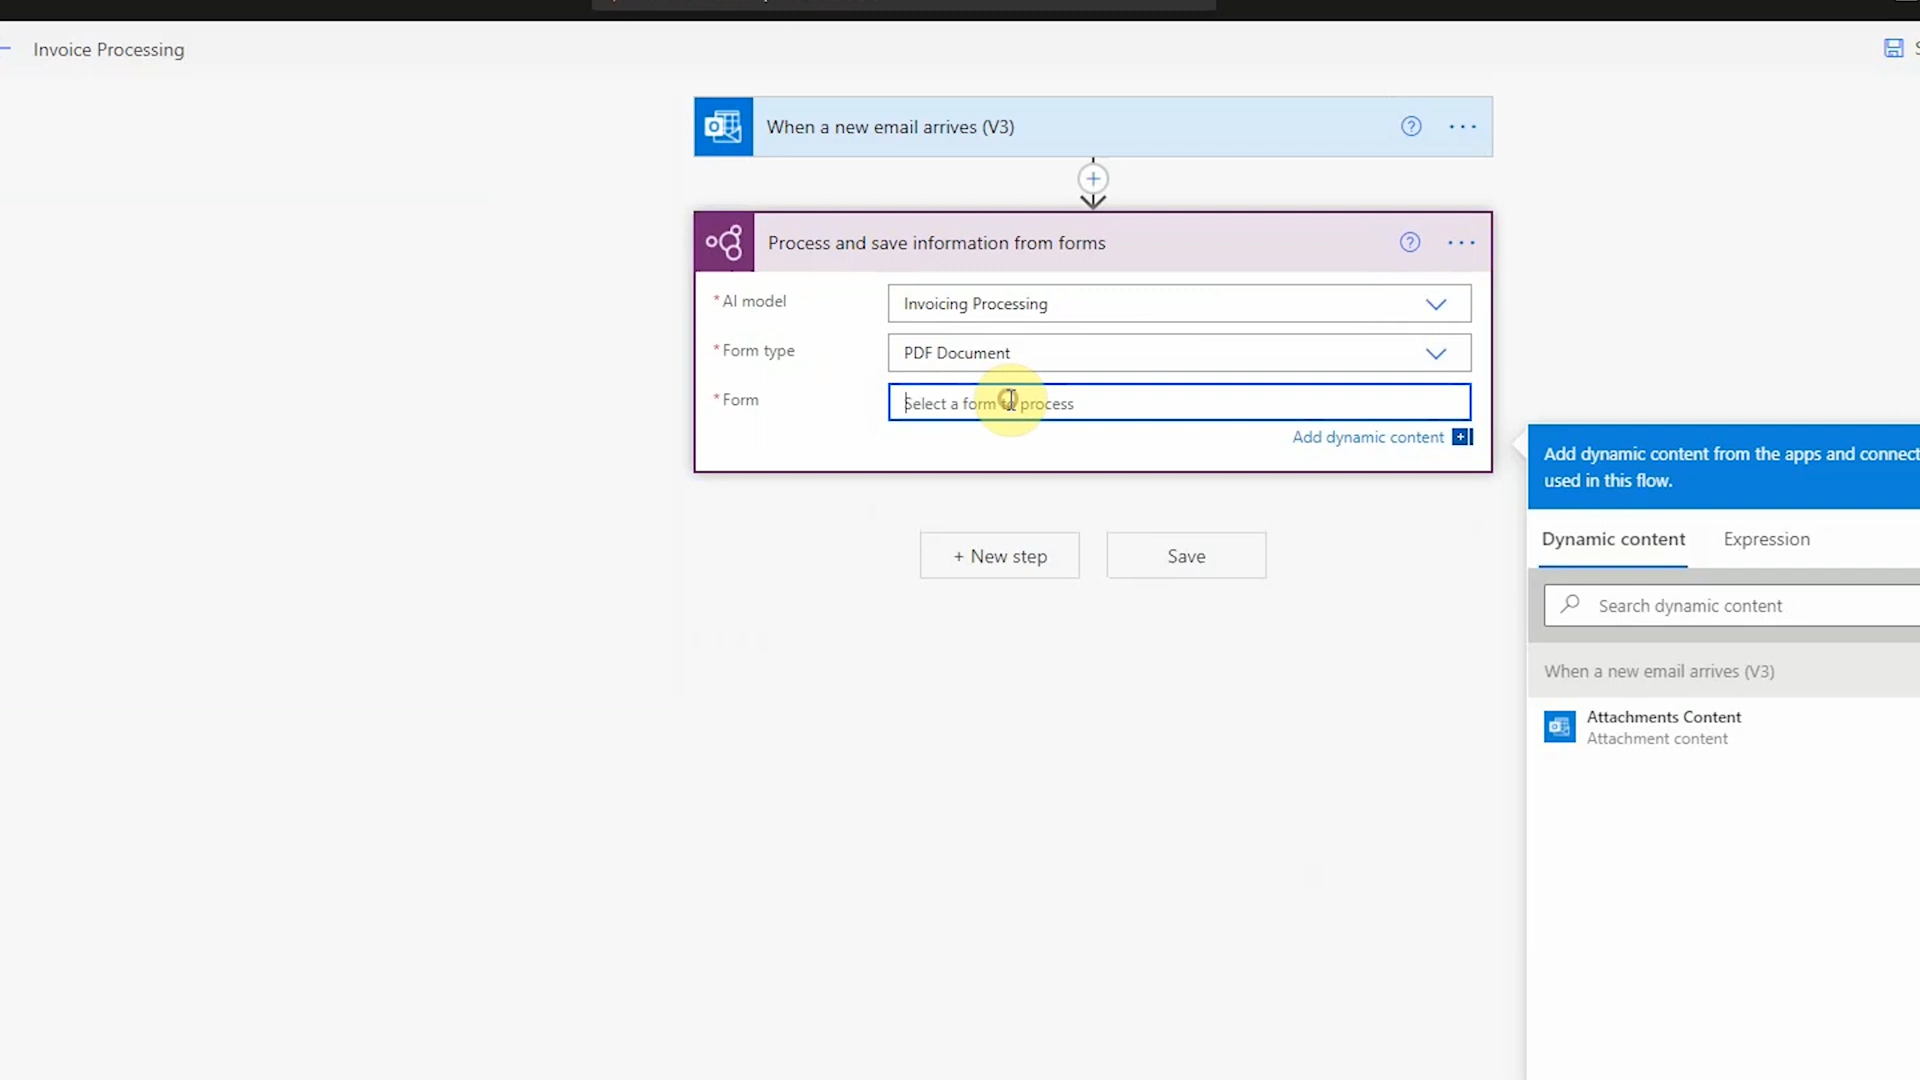 Invoice Processing
When a new email arrives (V3)
Process and save information from forms
*AI model
Invoicing Processing
*Form type
PDF Document
*Form
Select a form to process
Add dynamic content
Add dynamic content from the apps and connect
used in this flow.
+ New step
Save
Dynamic content
Expression
Search dynamic content
When a new email arrives (V3)
Attachments Content
Attachment content